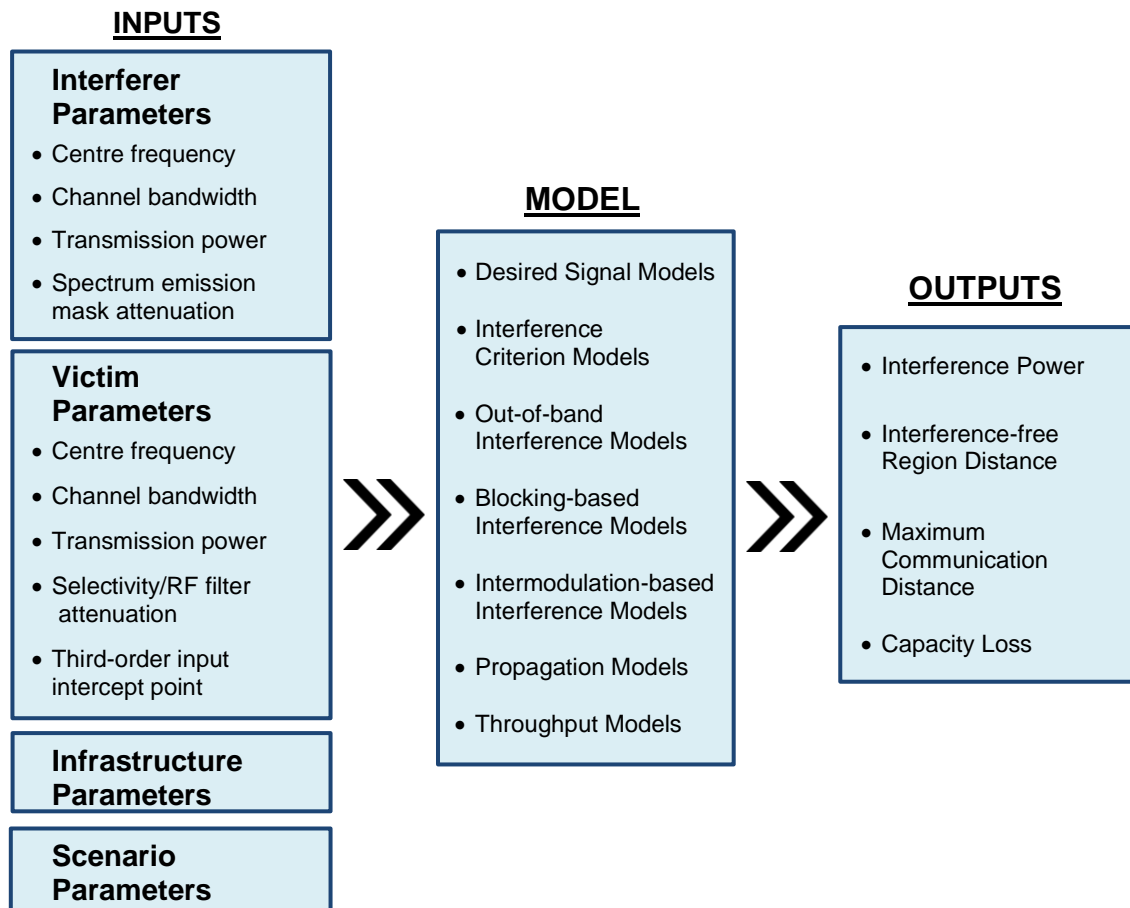 INPUTS
Interferer
Parameters
• Centre frequency
• Channel bandwidth
• Transmission power
• Spectrum emission
mask attenuation
Victim
Parameters
• Centre frequency
• Channel bandwidth
• Transmission power
• Selectivity/RF filter
attenuation
• Third-order input
intercept point
Infrastructure
Parameters
Scenario
Parameters
MODEL
• Desired Signal Models
• Interference
Criterion Models
• Out-of-band
Interference Models
• Blocking-based
Interference Models
• Intermodulation-based
Interference Models
• Propagation Models
• Throughput Models
OUTPUTS
• Interference Power
• Interference-free
Region Distance
• Maximum
Communication
Distance
• Capacity Loss